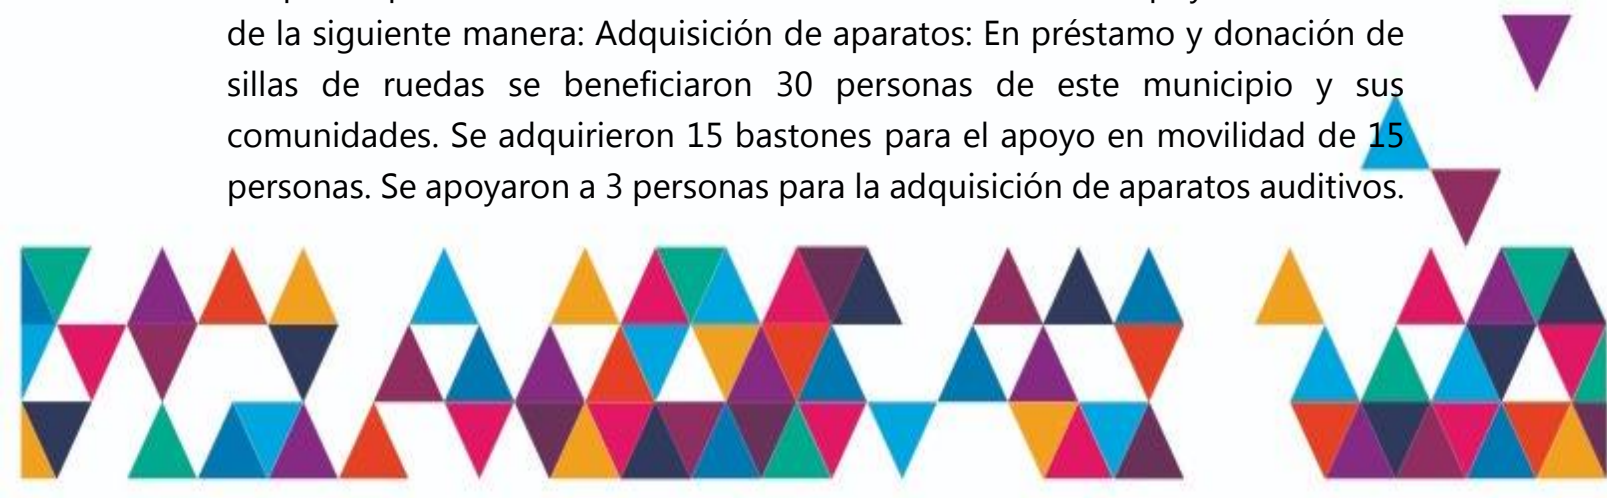 de la siguiente manera: Adquisición de aparatos: En préstamo y donación de
sillas de ruedas se beneficiaron 30 personas de este municipio y sus
comunidades. Se adquirieron 15 bastones para el apoyo en movilidad de 15
personas. Se apoyaron a 3 personas para la adquisición de aparatos auditivos.